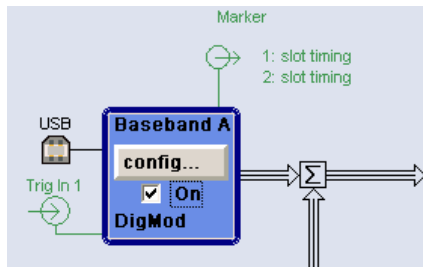 Marker
1: slot timing
2: slot timing
USB
Baseband A
config...
On
Trig In 1
DigMod
Σ